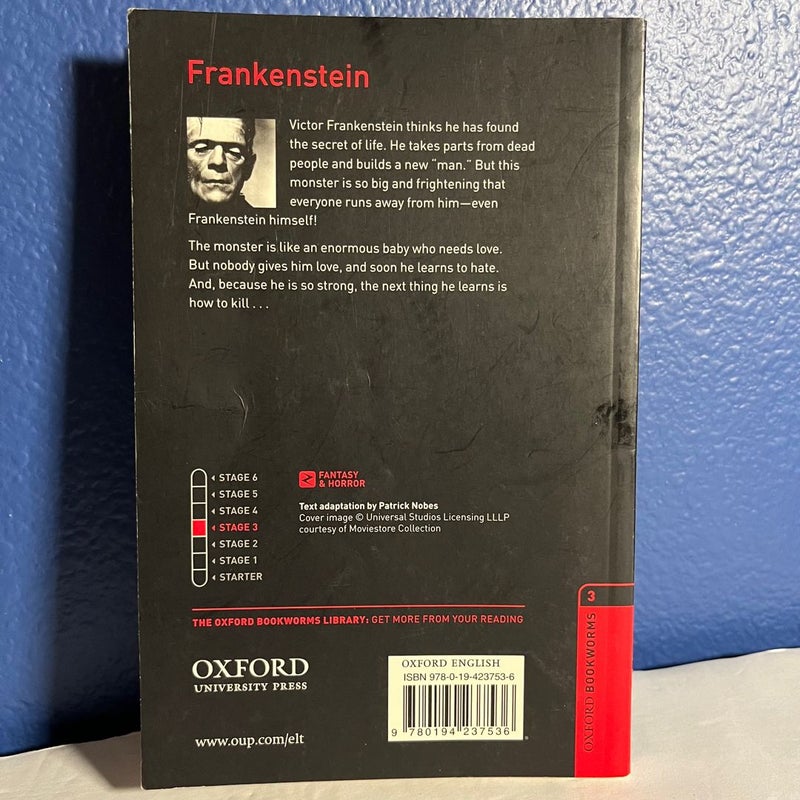 Frankenstein
Victor Frankenstein thinks he has found
the secret of life. He takes parts from dead
people and builds a new “man.” But this
monster is so big and frightening that
everyone runs away from him—even
Frankenstein himself!
The monster is like an enormous baby who needs love.
But nobody gives him love, and soon he learns to hate.
And, because he is so strong, the next thing he learns is
how to kill . . .
STAGE 6
STAGE 5
STAGE 4
STAGE 3
STAGE 2
STAGE 1
STARTER
FANTASY
& HORROR
Text adaptation by Patrick Nobes
Cover image © Universal Studios Licensing LLLP
courtesy of Moviestore Collection
THE OXFORD BOOKWORMS LIBRARY: GET MORE FROM YOUR READING
OXFORD
UNIVERSITY PRESS
www.oup.com/elt
OXFORD ENGLISH
ISBN 978-0-19-423753-6
9 780194 237536
3
OXFORD BOOKWORMS